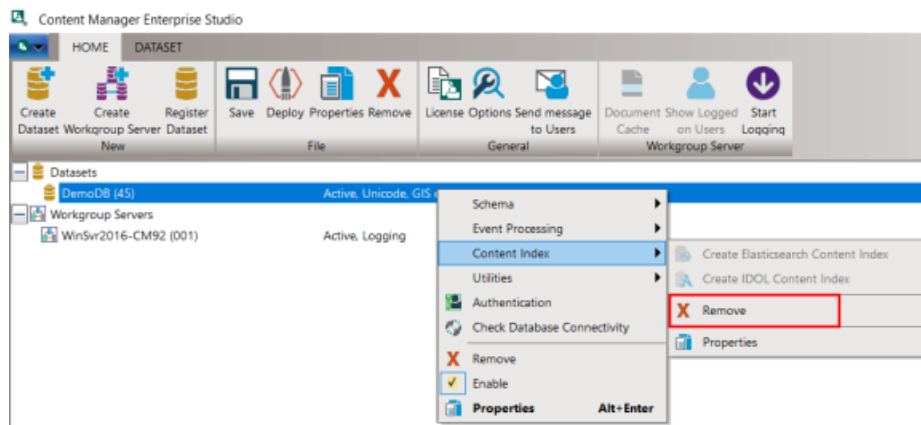 Content Manager Enterprise Studio
HOME DATASET
Create Create Register Save Deploy Properties Remove License Options Send message Document Show Logged Start
Dataset Workgroup Server Dataset to Users Cache on Users Logging
New File General Workgroup Server
Datasets
DemoDB (45) Active, Unicode, GIS
Workgroup Servers
WinSvr2016-CM92 (001) Active, Logging
Schema
Event Processing
Content Index
Utilities
Authentication
Check Database Connectivity
Remove
Enable
Properties Alt+Enter
Create Elasticsearch Content Index
Create IDOL Content Index
Remove
Properties